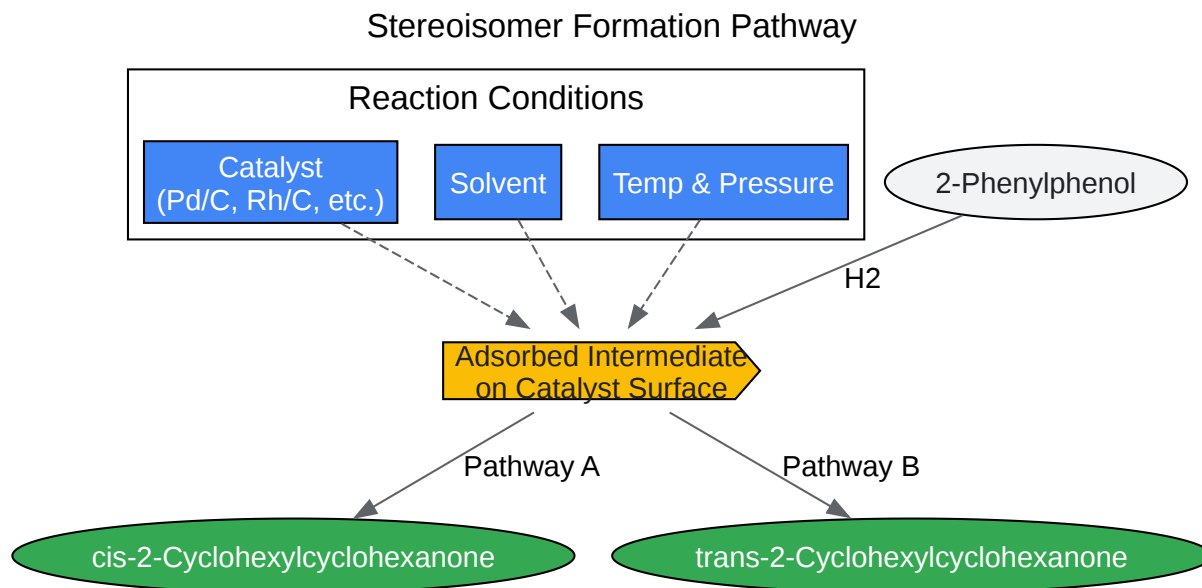 Stereoisomer Formation Pathway
Reaction Conditions
Catalyst
(Pd/C, Rh/C, etc.)
Solvent
Temp & Pressure
2-Phenylphenol
H2
Adsorbed Intermediate
on Catalyst Surface
Pathway A
Pathway B
cis-2-Cyclohexylcyclohexanone
trans-2-Cyclohexylcyclohexanone